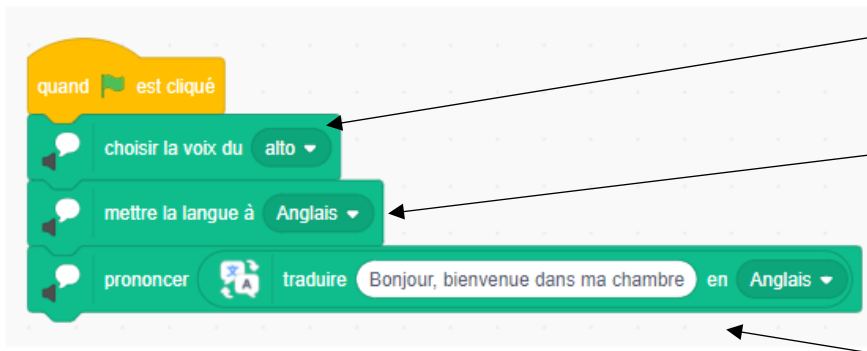 quand est cliqué
choisir la voix du alto
mettre la langue à Anglais
prononcer traduire Bonjour, bienvenue dans ma chambre en Anglais